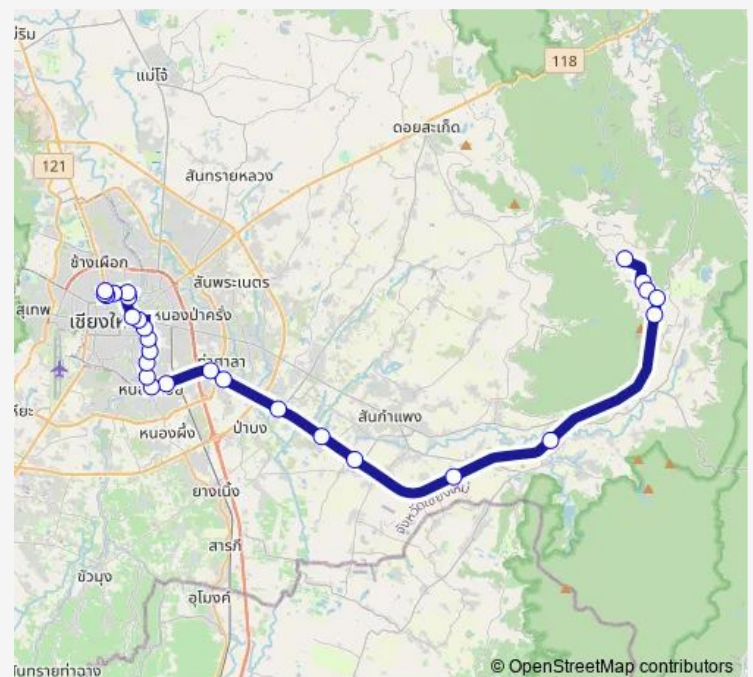 แม่ริม
แม่โจ้
118
ดอยสะเก็ด
121
สันทรายหลวง
ช้างเผือก
สันพระเนตร
สุเทพ
เชียงให
หนองป่าครั่ง
ท่าศาลา
หนอง
สันกำแพง
หนองผึ้ง
ป่าบง
ยางเนิ้ง
จังหวัดเชียงใหม่
สารภี
ขัวมุง
อุโมงค์
© OpenStreetMap contributors